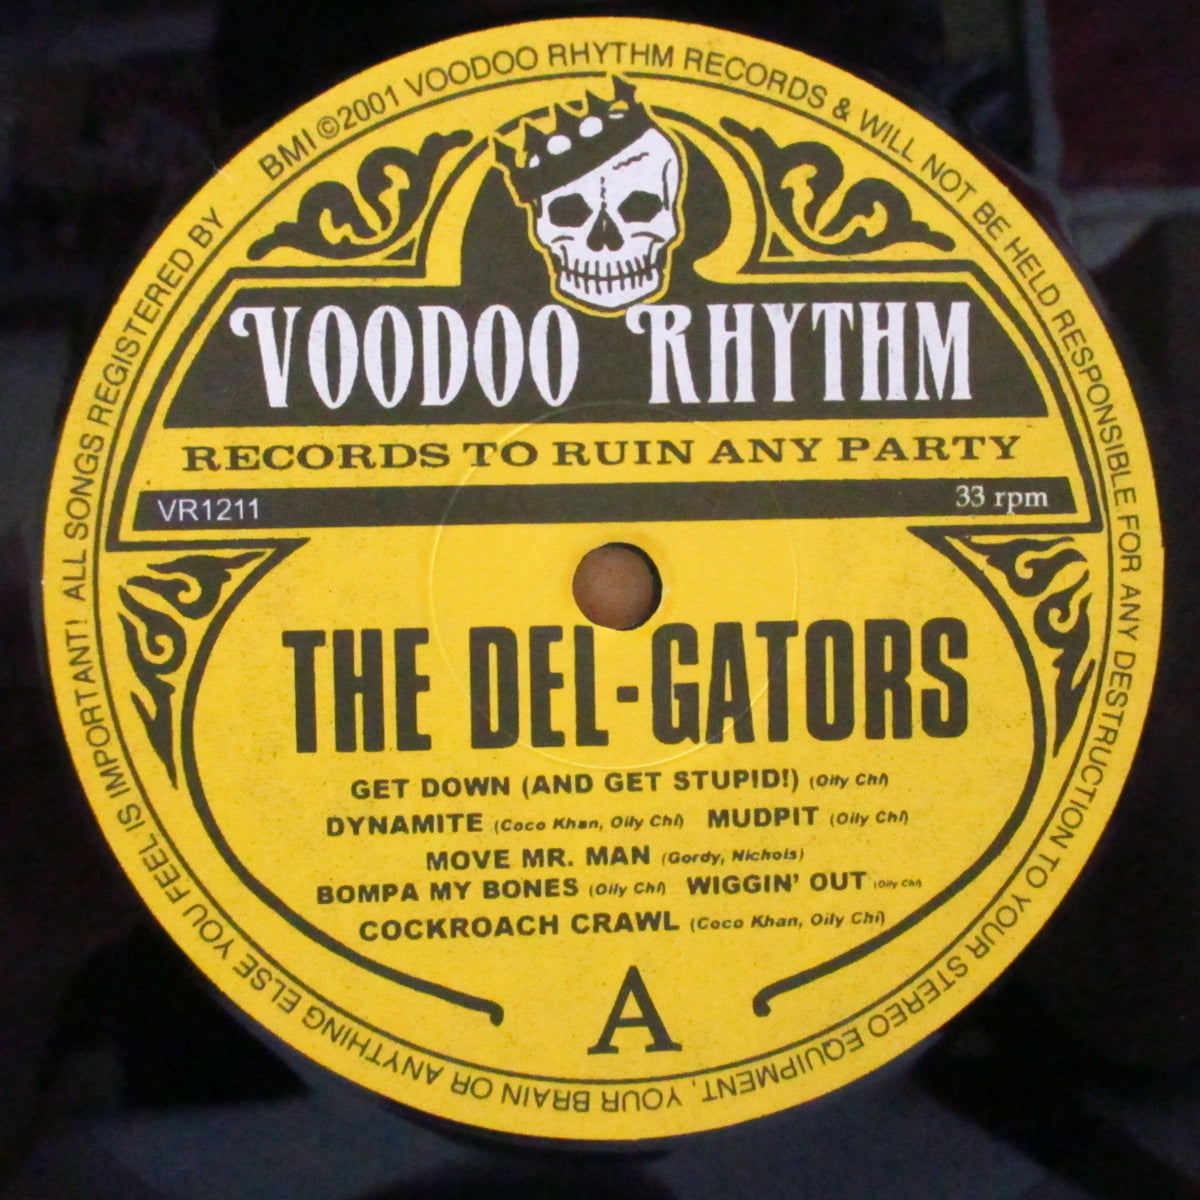 IMPORTANT! ALL SONGS REGISTERED BY BMI ©2001 VOODOO RHYTHM RECORDS & WILL NOT BE HELD RESPONSIBLE FOR ANY DESTRUCTION TO YOUR STEREO EQUIPMENT, YOUR BRAIN OR ANYTHING ELSE YOU FEEL IS
VOODOO RHYTHM
RECORDS TO RUIN ANY PARTY
VR1211 33 rpm
THE DEL-GATORS
GET DOWN (AND GET STUPID!) (Oily Chi)
DYNAMITE (Coco Khan, Oily Chi) MUDPIT (Oily Chi)
MOVE MR. MAN (Gordy, Nichols)
BOMPA MY BONES (Oily Chi) WIGGIN' OUT (Oily Chi)
COCKROACH CRAWL (Coco Khan, Oily Chi)
A